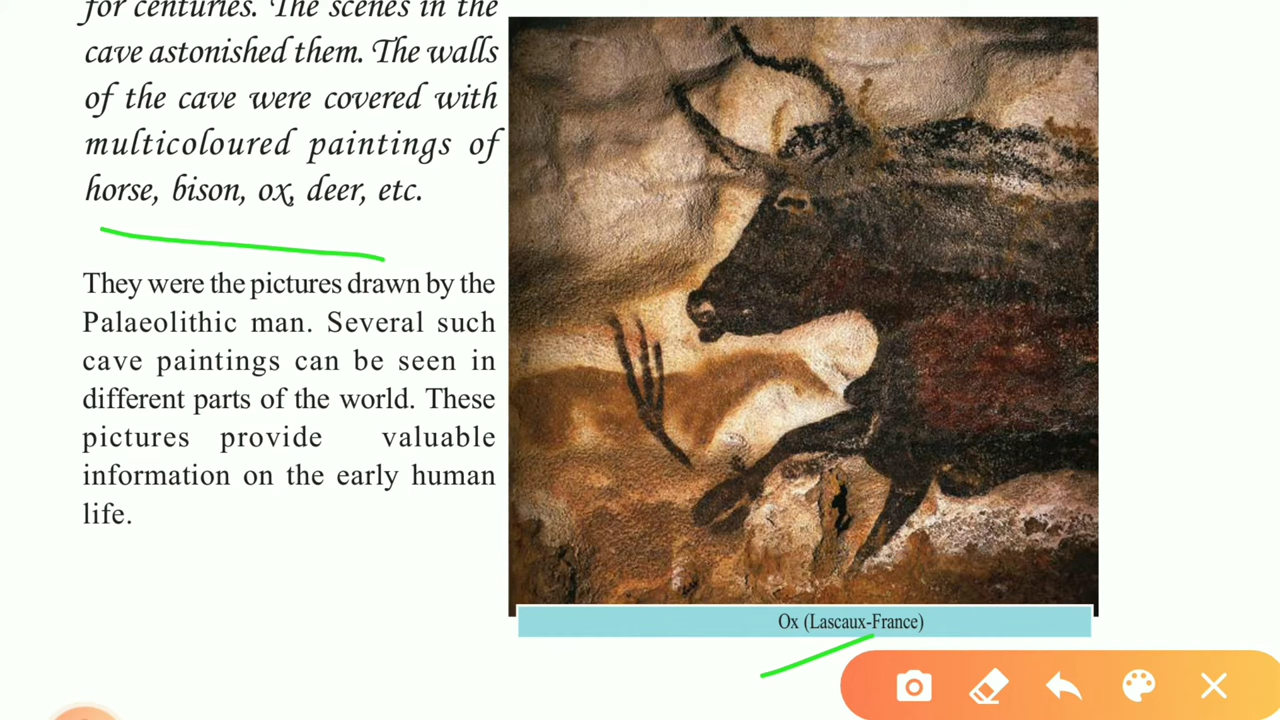 for centuries. The scenes in the
cave astonished them. The walls
of the cave were covered with
multicoloured paintings of
horse, bison, ox, deer, etc.
They were the pictures drawn by the
Palaeolithic man. Several such
cave paintings can be seen in
different parts of the world. These
pictures provide valuable
information on the early human
life.
Ox (Lascaux-France)